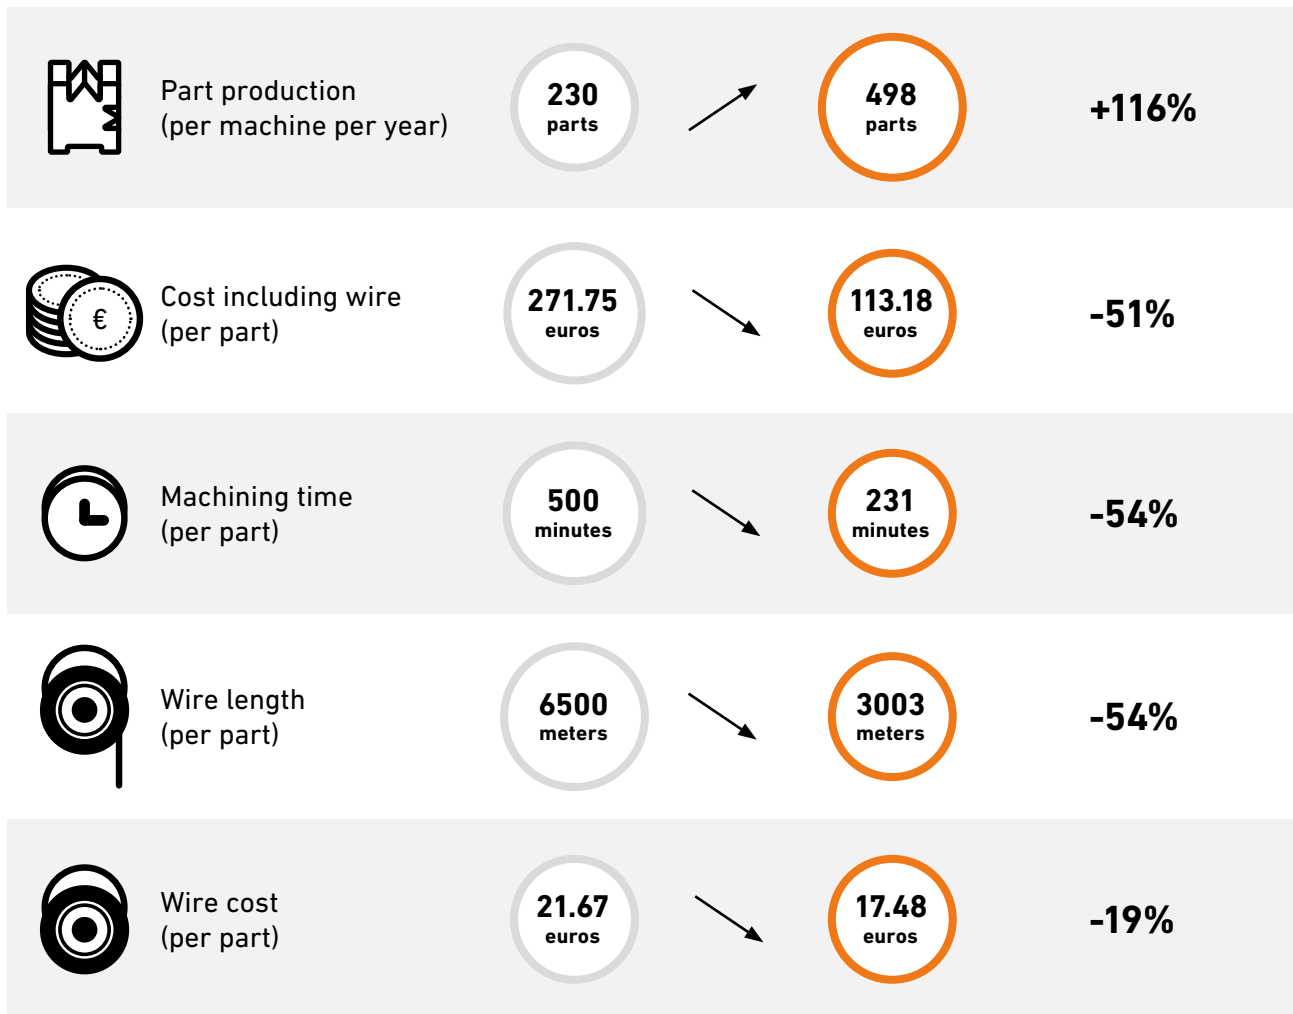 Part production
(per machine per year)
230
parts
498
parts
+116%
€
Cost including wire
(per part)
271.75
euros
113.18
euros
-51%
Machining time
(per part)
500
minutes
231
minutes
-54%
Wire length
(per part)
6500
meters
3003
meters
-54%
Wire cost
(per part)
21.67
euros
17.48
euros
-19%